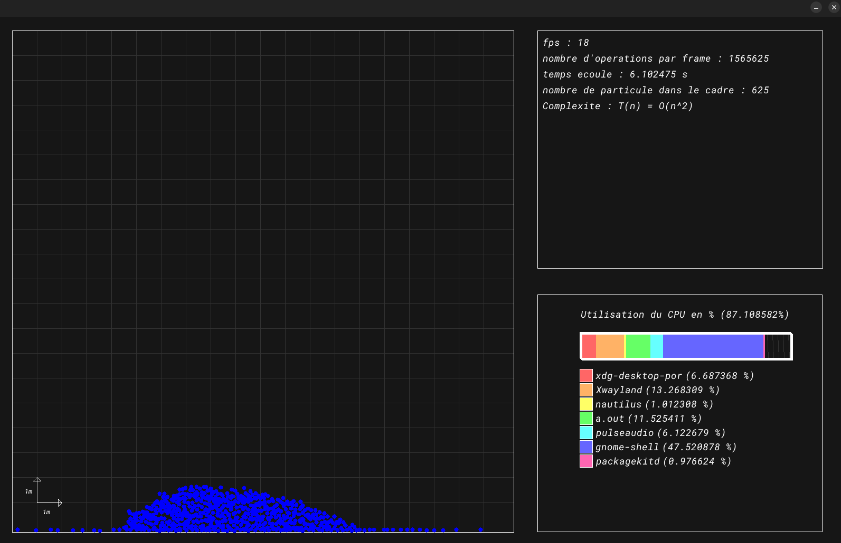 fps : 18
nombre d'operations par frame : 1565625
temps ecoule : 6.102475 s
nombre de particule dans le cadre : 625
Complexite : T(n) = O(n^2)
Utilisation du CPU en % (87.108582%)
xdg-desktop-por (6.687368 %)
Xwayland (13.268309 %)
nautilus (1.012308 %)
a.out (11.525411 %)
pulseaudio (6.122679 %)
gnome-shell (47.520878 %)
packagekitd (0.976624 %)
1m
1m